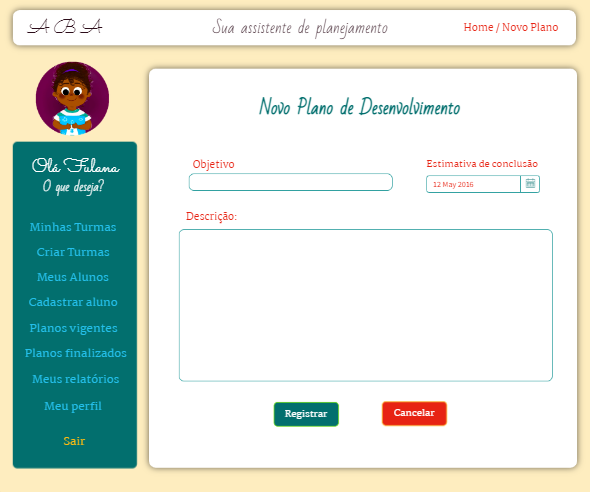 A B A
Sua assistente de planejamento
Home / Novo Plano
Olá Fulana
O que deseja?
Minhas Turmas
Criar Turmas
Meus Alunos
Cadastrar aluno
Planos vigentes
Planos finalizados
Meus relatórios
Meu perfil
Sair
Novo Plano de Desenvolvimento
Objetivo
Estimativa de conclusão
12 May 2016
Descrição:
Registrar
Cancelar